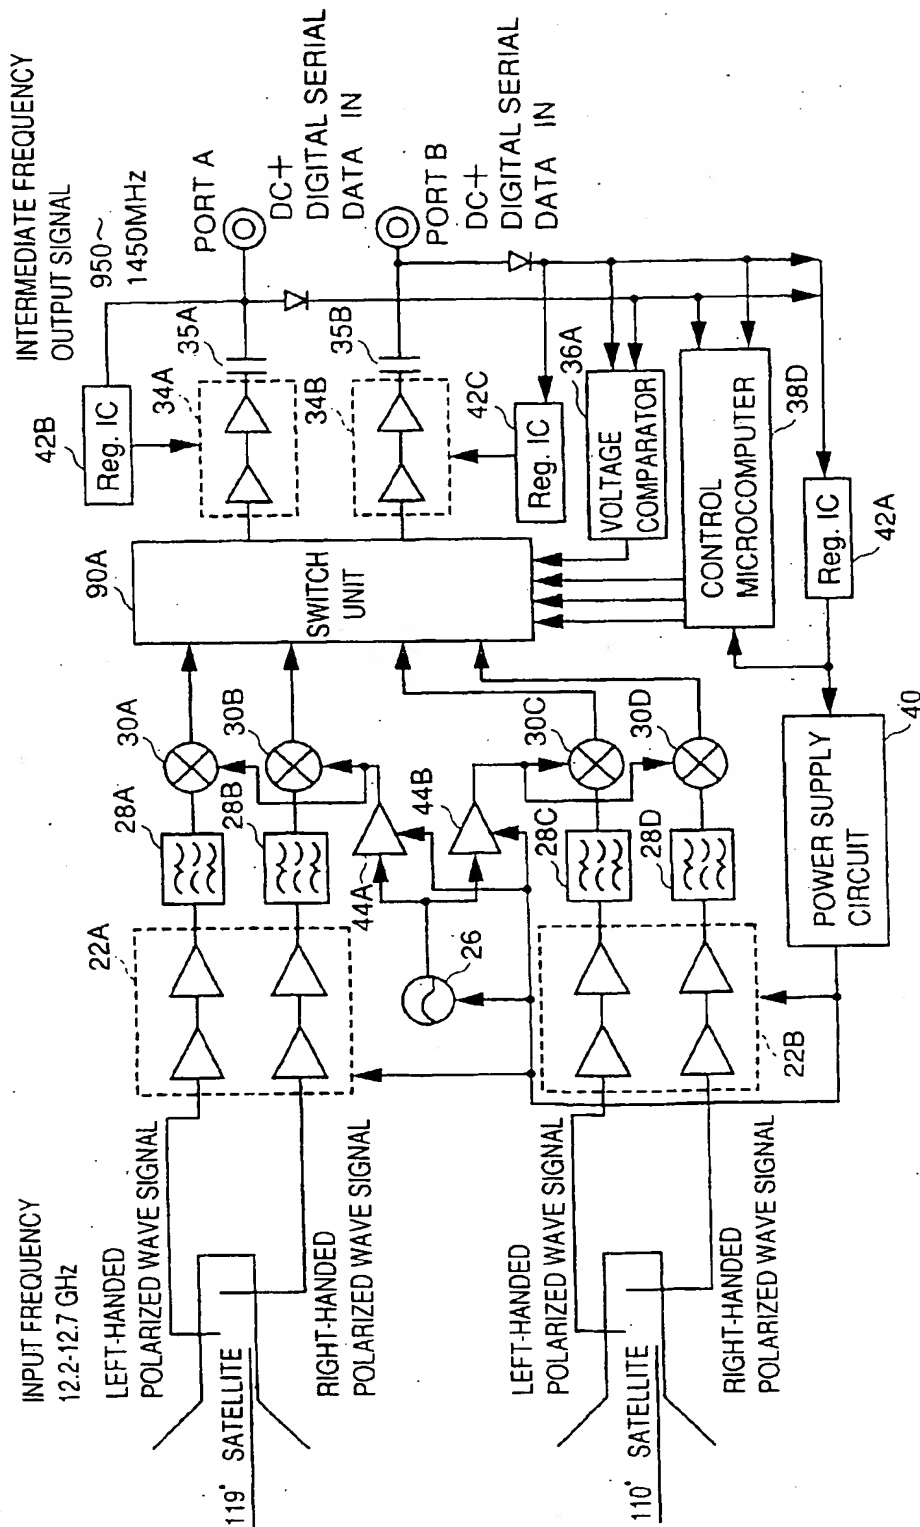 INPUT FREQUENCY
12.2-12.7 GHz
LEFT-HANDED
POLARIZED WAVE SIGNAL
119° SATELLITE
RIGHT-HANDED
POLARIZED WAVE SIGNAL
LEFT-HANDED
POLARIZED WAVE SIGNAL
110° SATELLITE
RIGHT-HANDED
POLARIZED WAVE SIGNAL
22A
28A
30A
28B
30B
44A
26
44B
28C
30C
28D
30D
22B
POWER SUPPLY
CIRCUIT
40
90A
SWITCH
UNIT
42B
Reg. IC
34A
35A
34B
35B
42C
Reg. IC
36A
VOLTAGE
COMPARATOR
CONTROL
MICROCOMPUTER
38D
Reg. IC
42A
INTERMEDIATE FREQUENCY
OUTPUT SIGNAL
950~
1450MHz
PORT A
DC+
DIGITAL SERIAL
DATA IN
PORT B
DC+
DIGITAL SERIAL
DATA IN